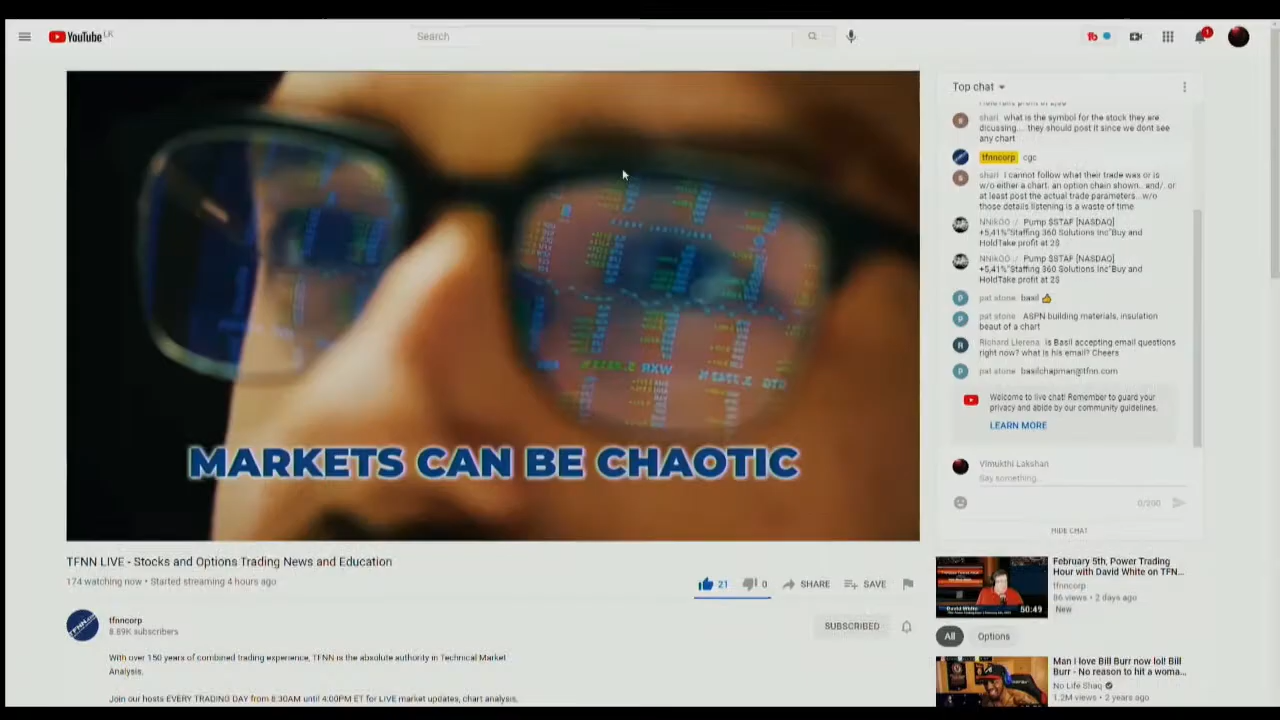 YouTube LK
Search
1
MARKETS CAN BE CHAOTIC
TFNN LIVE - Stocks and Options Trading News and Education
174 watching now • Started streaming 4 hours ago
21
0
SHARE
SAVE
tfnncorp
8.89K subscribers
SUBSCRIBED
With over 150 years of combined trading experience, TFNN is the absolute authority in Technical Market
Analysis.
Join our hosts EVERY TRADING DAY from 8:30AM until 4:00PM ET for LIVE market updates, chart analysis,
Top chat
shari what is the symbol for the stock they are
dicussing.... they should post it since we dont see
any chart
tfnncorp cgc
shari I cannot follow what their trade was or is
w/o either a chart, an option chain shown.. and/. or
at least post the actual trade parameters...w/o
those details listening is a waste of time
Pump $STAF [NASDAQ]
+5,41%"Staffing 360 Solutions Inc"Buy and
HoldTake profit at 2$
Pump $STAF [NASDAQ]
+5,41%"Staffing 360 Solutions Inc"Buy and
HoldTake profit at 2$
pat stone basil 👍
pat stone ASPN building materials, insulation
beaut of a chart
Richard Llerena Is Basil accepting email questions
right now? what is his email? Cheers
pat stone basilchapman@tfnn.com
Welcome to live chat! Remember to guard your
privacy and abide by our community guidelines.
LEARN MORE
Vimukthi Lakshan
Say something...
0/200
HIDE CHAT
February 5th, Power Trading
Hour with David White on TFN...
tfnncorp
86 views • 2 days ago
New
David White
50:49
All
Options
Man I love Bill Burr now lol! Bill
Burr - No reason to hit a woma...
No Life Shaq
1.2M views • 2 years ago